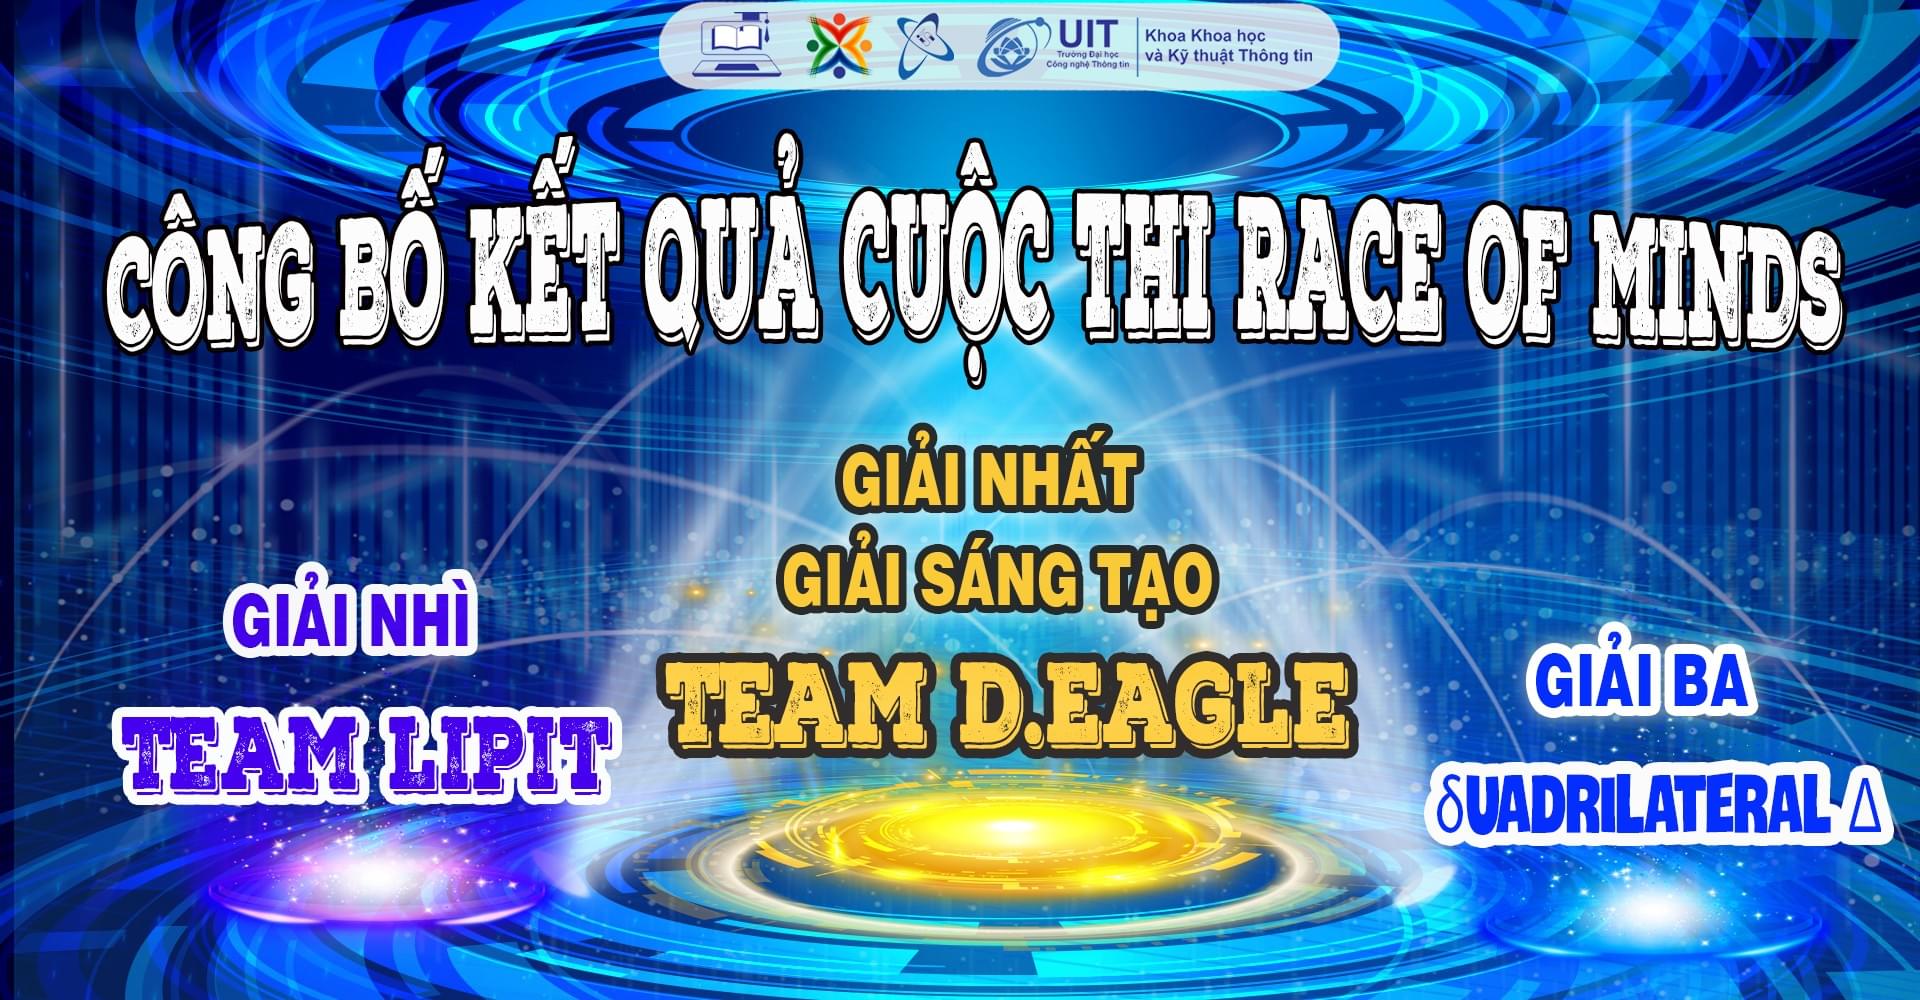 UIT
Trường Đại học
Công nghệ Thông tin
Khoa Khoa học
và Kỹ thuật Thông tin
CÔNG BỐ KẾT QUẢ CUỘC THI RACE OF MINDS
GIẢI NHẤT
GIẢI SÁNG TẠO
TEAM D.EAGLE
GIẢI NHÌ
TEAM LIPIT
GIẢI BA
δUADRILATERAL Δ